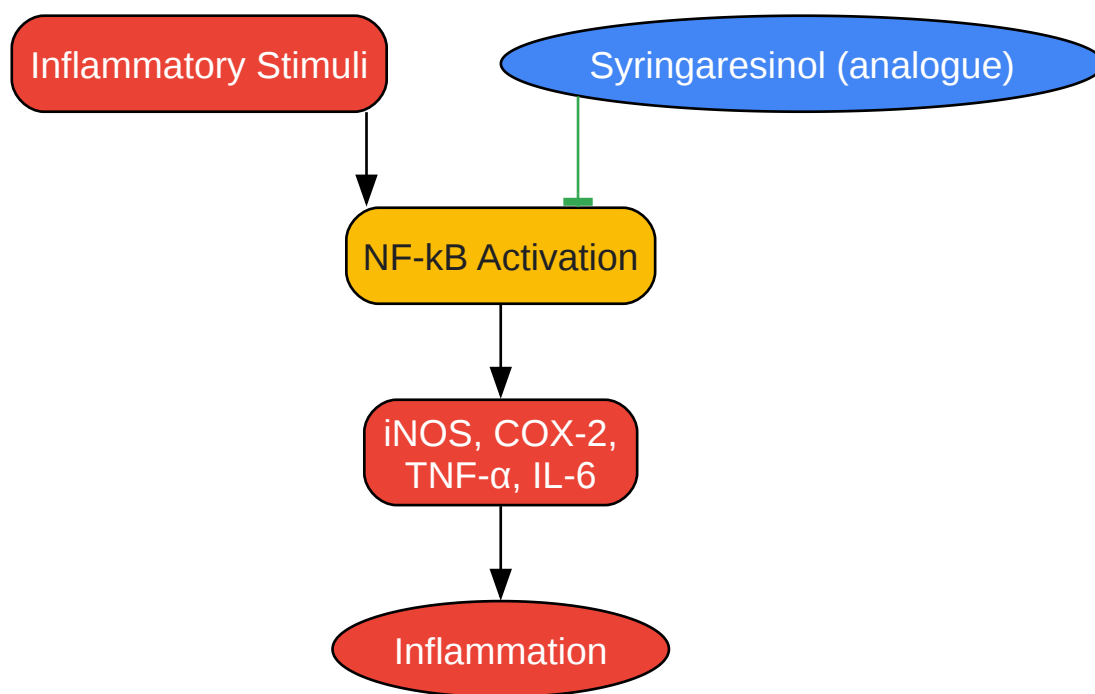 Inflammatory Stimuli
Syringaresinol (analogue)
NF-kB Activation
iNOS, COX-2,
TNF-α, IL-6
Inflammation